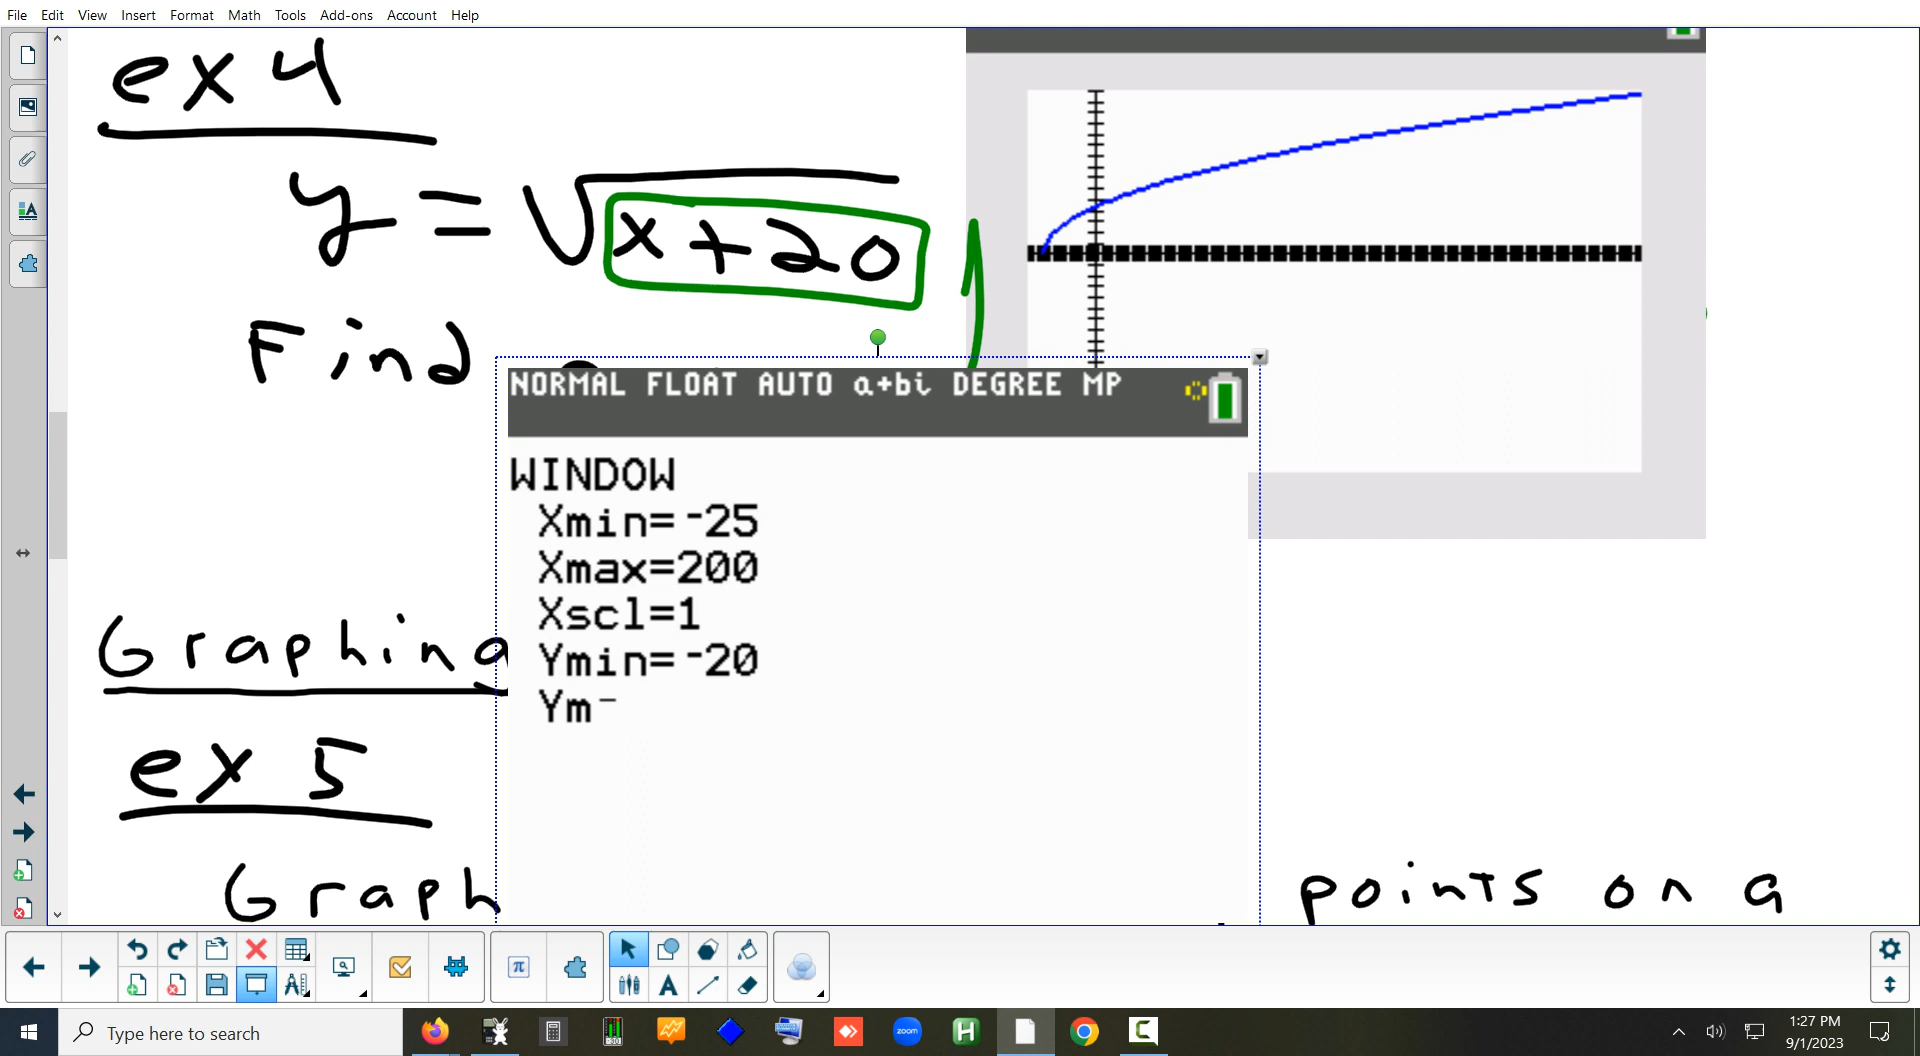 File Edit View Insert Format Math Tools Add-ons Account Help
ex 4
y = √x+20
Find
NORMAL FLOAT AUTO a+bi DEGREE MP
WINDOW
Xmin=-25
Xmax=200
Xscl=1
Ymin=-20
Ym
Graphing
ex 5
Graph
points on a
π
A
Type here to search
zoom
H
C
1:27 PM
9/1/2023